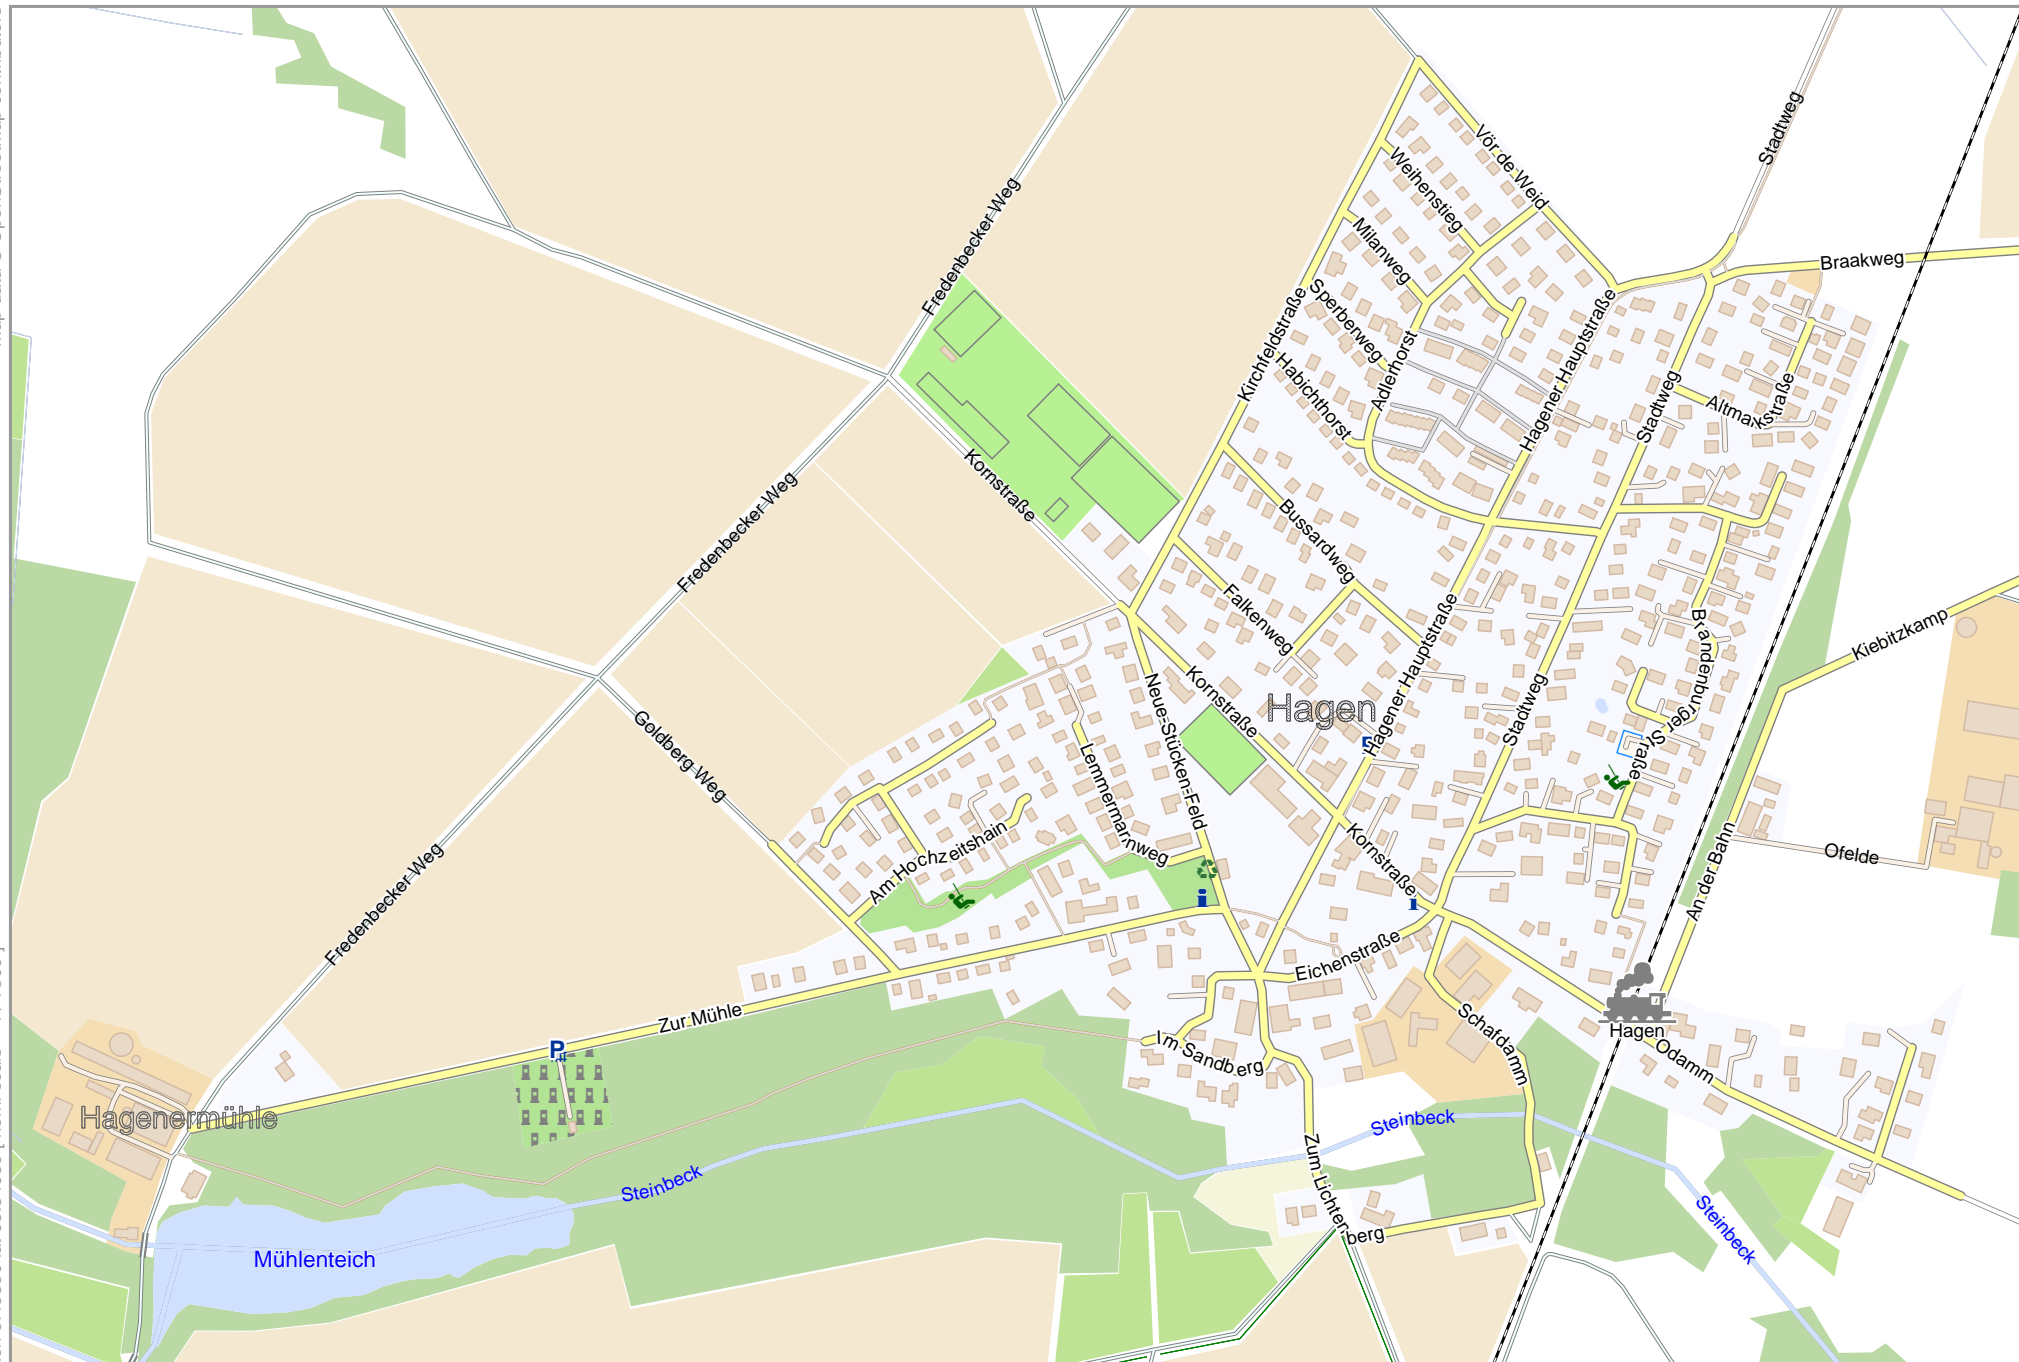 Stadtweg
Vör de Weid
Weihenstieg
Fredenbecker Weg
Milanweg
Braakweg
Sperberweg
Kirchfeldstraße
Hagener Hauptstraße
Adlerhorst
Habichthorst
Stadtweg
Altmarkstraße
Kornstraße
Fredenbecker Weg
Bussardweg
Falkenweg
Hagener Hauptstraße
Brandenburger Straße
Kiebitzkamp
Kornstraße
Neue-Stücken-Feld
Hagen
Stadtweg
Goldberg Weg
Lemmermannweg
Am Hochzeitshain
Kornstraße
An der Bahn
Ofelde
Fredenbecker Weg
Eichenstraße
Zur Mühle
P
Schafdamm
Hagen
Odamm
Im Sandberg
Hagenermühle
Steinbeck
Zum Lichtenberg
Steinbeck
Steinbeck
Mühlenteich